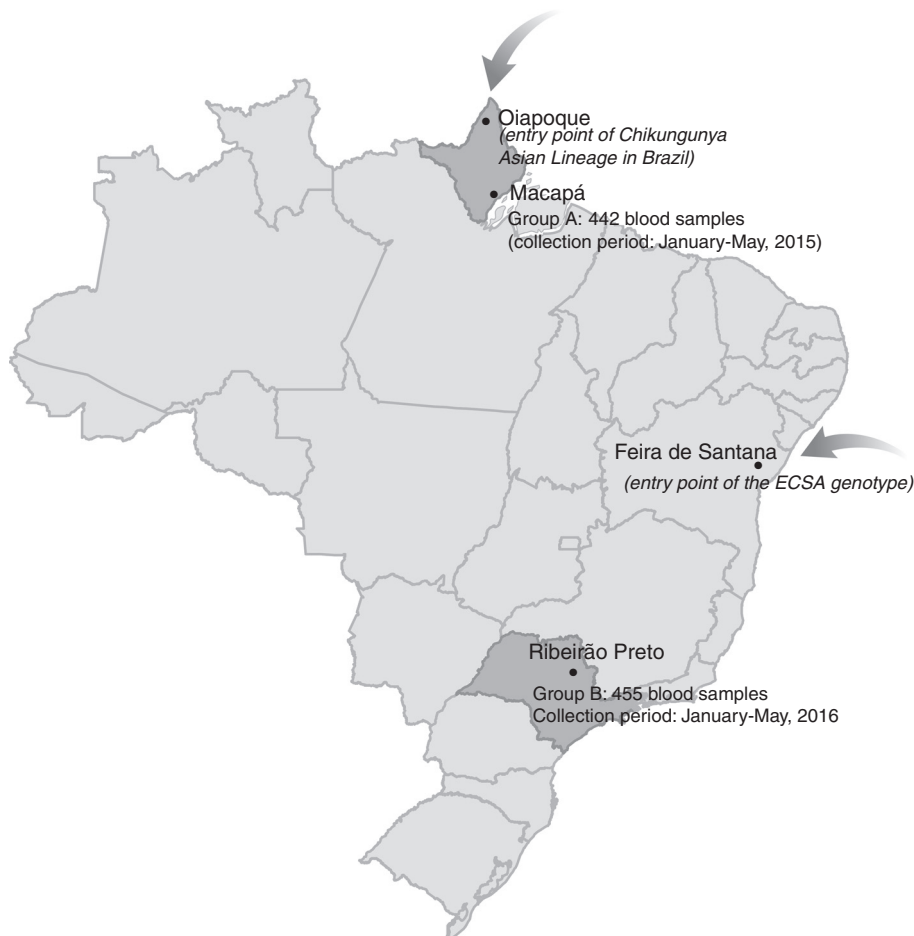 Oiapoque
(entry point of Chikungunya
Asian Lineage in Brazil)
Macapá
Group A: 442 blood samples
(collection period: January-May, 2015)
Feira de Santana
(entry point of the ECSA genotype)
Ribeirão Preto
Group B: 455 blood samples
Collection period: January-May, 2016